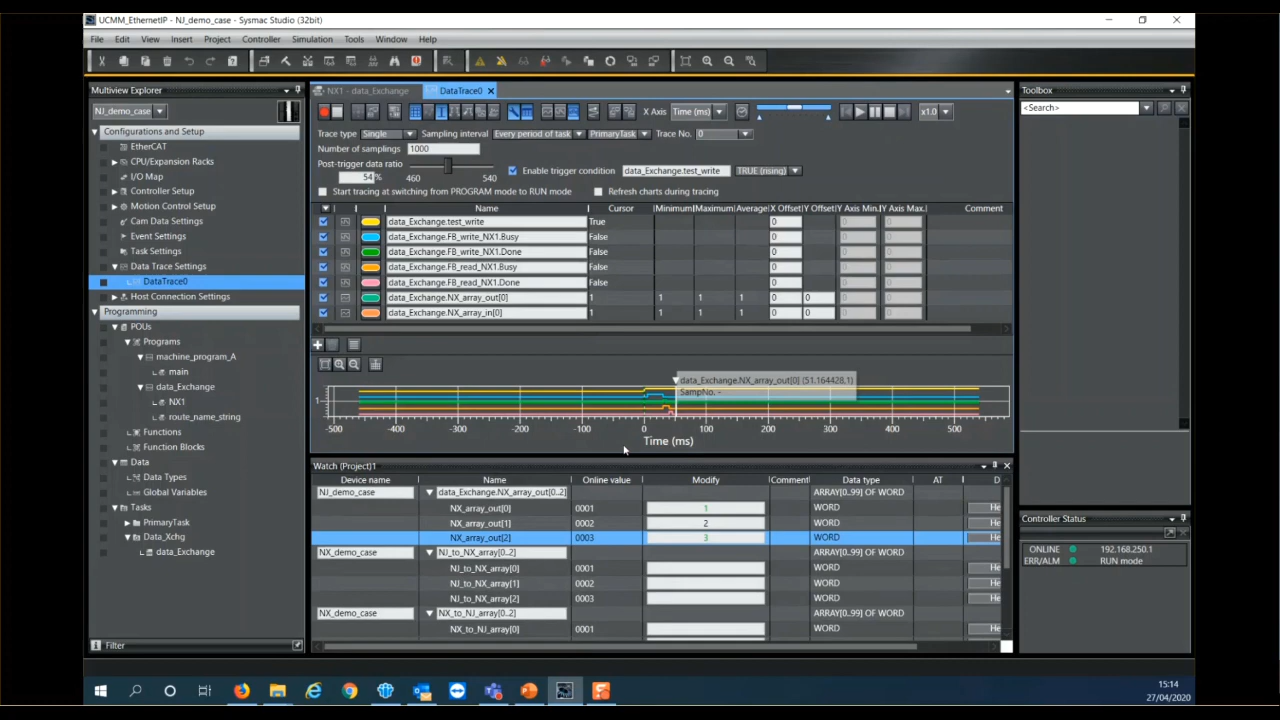 UCMM_EthernetIP - NJ_demo_case - Sysmac Studio (32bit)
File Edit View Insert Project Controller Simulation Tools Window Help
Multiview Explorer
NJ_demo_case
Configurations and Setup
EtherCAT
CPU/Expansion Racks
I/O Map
Controller Setup
Motion Control Setup
Cam Data Settings
Event Settings
Task Settings
Data Trace Settings
DataTrace0
Host Connection Settings
Programming
POUs
Programs
machine_program_A
main
data_Exchange
NX1
route_name_string
Functions
Function Blocks
Data
Data Types
Global Variables
Tasks
PrimaryTask
Data_Xchg
data_Exchange
Filter
NX1 - data_Exchange DataTrace0
X Axis Time (ms) x1.0
Trace type Single Sampling interval Every period of task PrimaryTask Trace No. 0
Number of samplings 1000
Post-trigger data ratio
54 % 460 540
Enable trigger condition data_Exchange.test_write TRUE (rising)
Start tracing at switching from PROGRAM mode to RUN mode Refresh charts during tracing
Name Cursor Minimum Maximum Average X Offset Y Offset Y Axis Min. Y Axis Max. Comment
data_Exchange.test_write True 0
data_Exchange.FB_write_NX1.Busy False 0
data_Exchange.FB_write_NX1.Done False 0
data_Exchange.FB_read_NX1.Busy False 0
data_Exchange.FB_read_NX1.Done False 0
data_Exchange.NX_array_out[0] 1 1 1 1 0 0
data_Exchange.NX_array_in[0] 1 1 1 1 0 0
data_Exchange.NX_array_out[0] (51.164428,1)
SampNo. -
1
-500 -400 -300 -200 -100 0 100 200 300 400 500
Time (ms)
Watch (Project)1
Device name Name Online value Modify Comment Data type AT D
NJ_demo_case data_Exchange.NX_array_out[0..2] ARRAY[0..99] OF WORD
NX_array_out[0] 0001 1 WORD He
NX_array_out[1] 0002 2 WORD He
NX_array_out[2] 0003 3 WORD He
NX_demo_case NJ_to_NX_array[0..2] ARRAY[0..99] OF WORD
NJ_to_NX_array[0] 0001 WORD He
NJ_to_NX_array[1] 0002 WORD He
NJ_to_NX_array[2] 0003 WORD He
NX_demo_case NX_to_NJ_array[0..2] ARRAY[0..99] OF WORD
NX_to_NJ_array[0] 0001 WORD He
Toolbox
<Search>
Controller Status
ONLINE 192.168.250.1
ERR/ALM RUN mode
15:14
27/04/2020